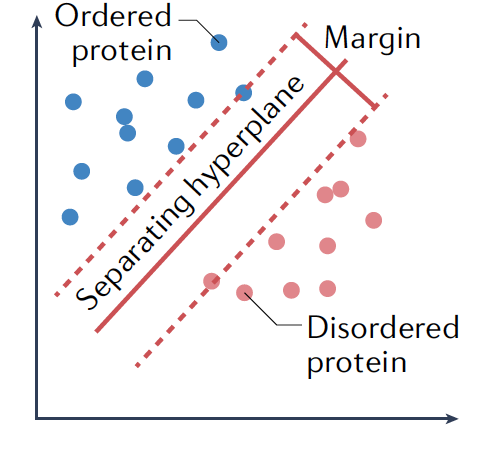 Ordered
protein
Margin
Separating hyperplane
Disordered
protein